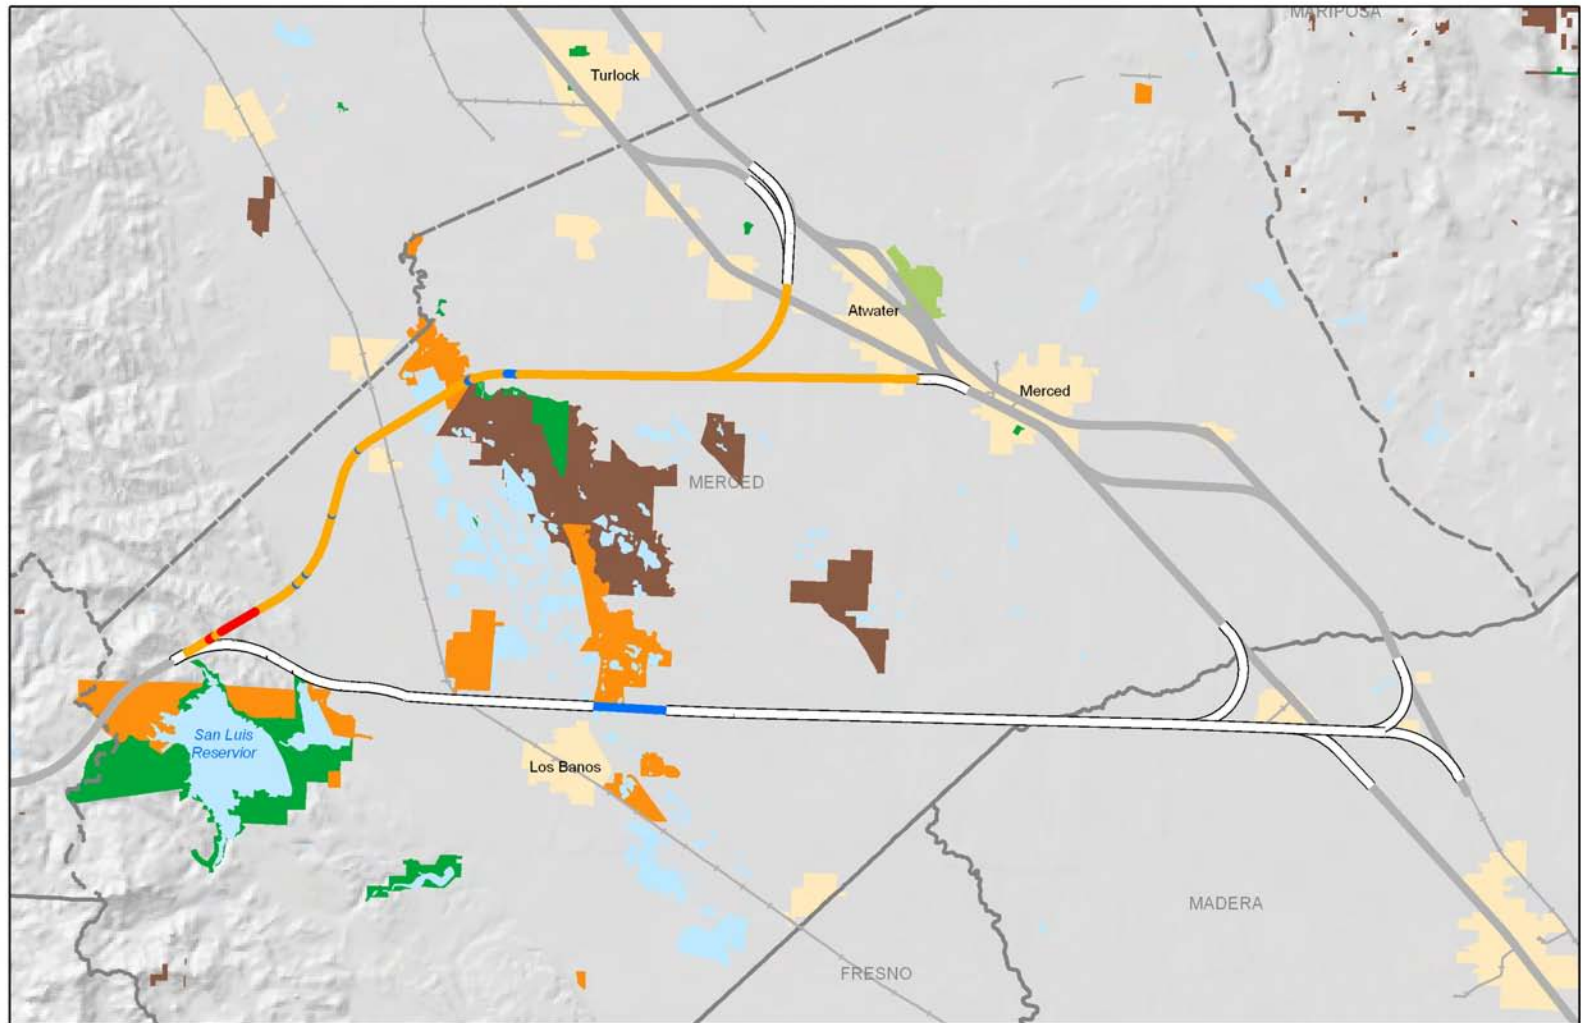 MARIPOSA
Turlock
Atwater
Merced
MERCED
San Luis
Reservior
Los Banos
MADERA
FRESNO